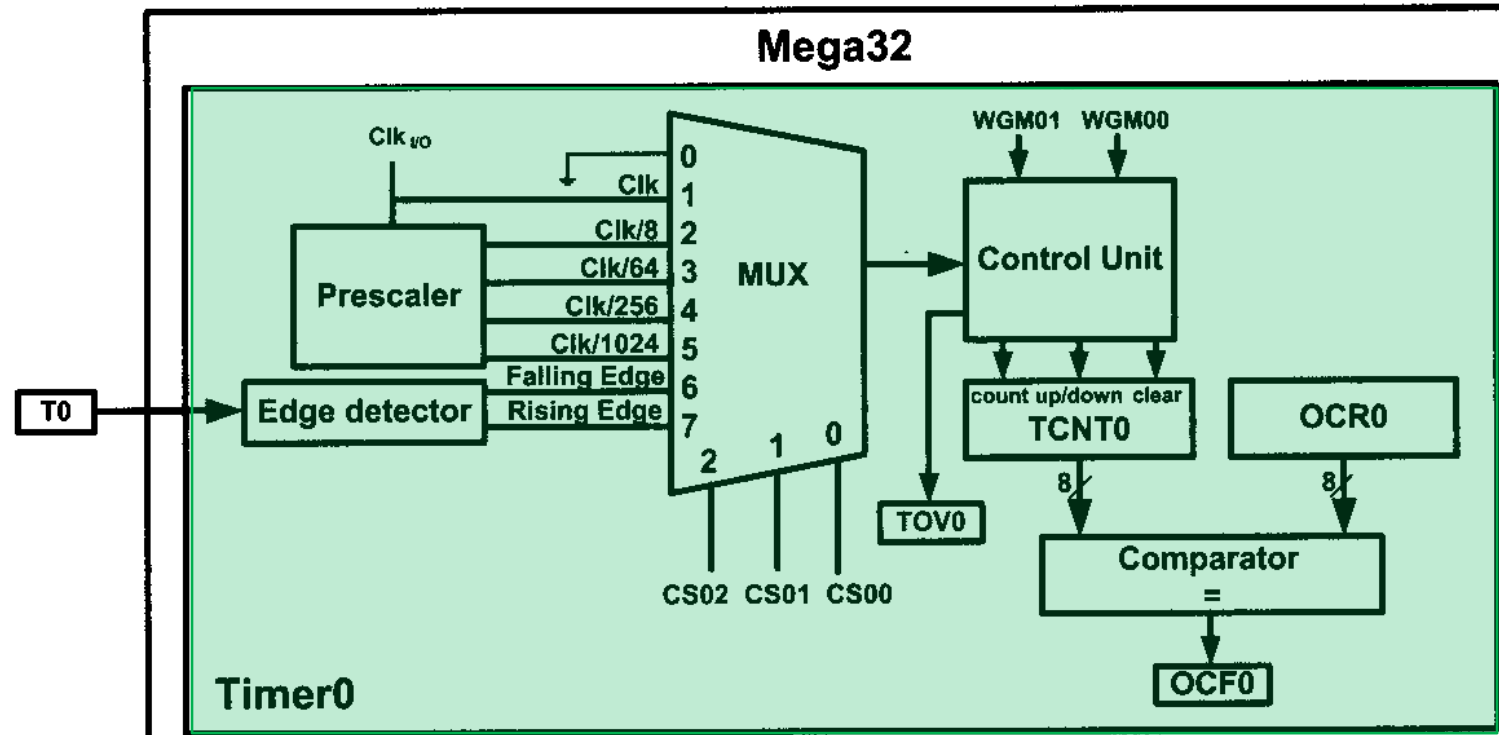 Mega32
Clk I/O
WGM01 WGM00
0
Clk 1
Clk/8 2
Clk/64 3
Clk/256 4
Clk/1024 5
Falling Edge 6
Rising Edge 7
Prescaler
MUX
Control Unit
T0
Edge detector
2 1 0
count up/down clear
TCNT0
OCR0
8
8
TOV0
CS02 CS01 CS00
Comparator
=
OCF0
Timer0